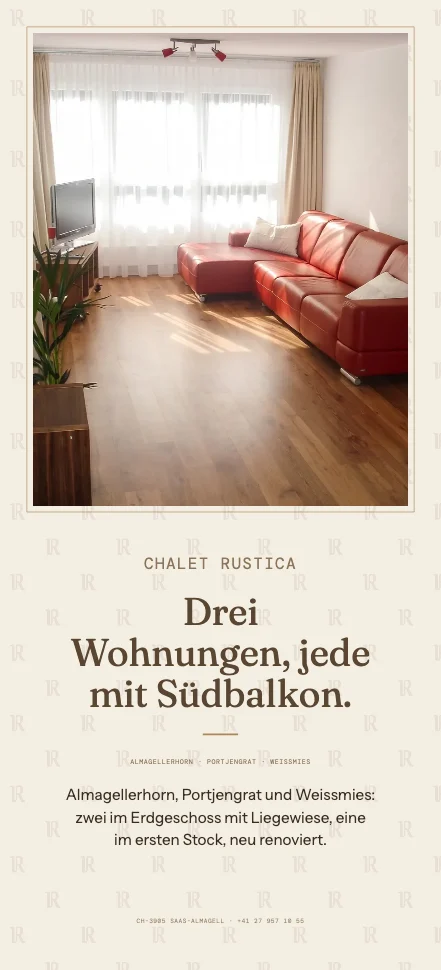 CHALET RUSTICA
Drei
Wohnungen, jede
mit Südbalkon.
ALMAGELLERHORN · PORTJENGRAT · WEISSMIES
Almagellerhorn, Portjengrat und Weissmies:
zwei im Erdgeschoss mit Liegewiese, eine
im ersten Stock, neu renoviert.
CH-3905 SAAS-ALMAGELL · +41 27 957 10 55